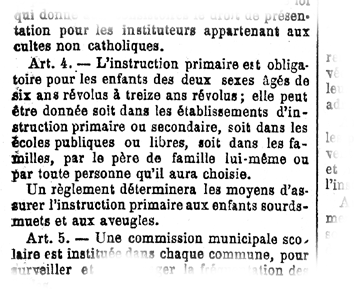 qui donne le droit de présen-
tation pour les instituteurs appartenant aux
cultes non catholiques.
Art. 4. — L'instruction primaire est obliga-
toire pour les enfants des deux sexes âgés de
six ans révolus à treize ans révolus ; elle peut
être donnée soit dans les établissements d'in-
struction primaire ou secondaire, soit dans les
écoles publiques ou libres, soit dans les fa-
milles, par le père de famille lui-même ou
par toute personne qu'il aura choisie.
Un règlement déterminera les moyens d'as-
surer l'instruction primaire aux enfants sourds-
muets et aux aveugles.
Art. 5. — Une commission municipale sco-
laire est instituée dans chaque commune, pour
surveiller et des